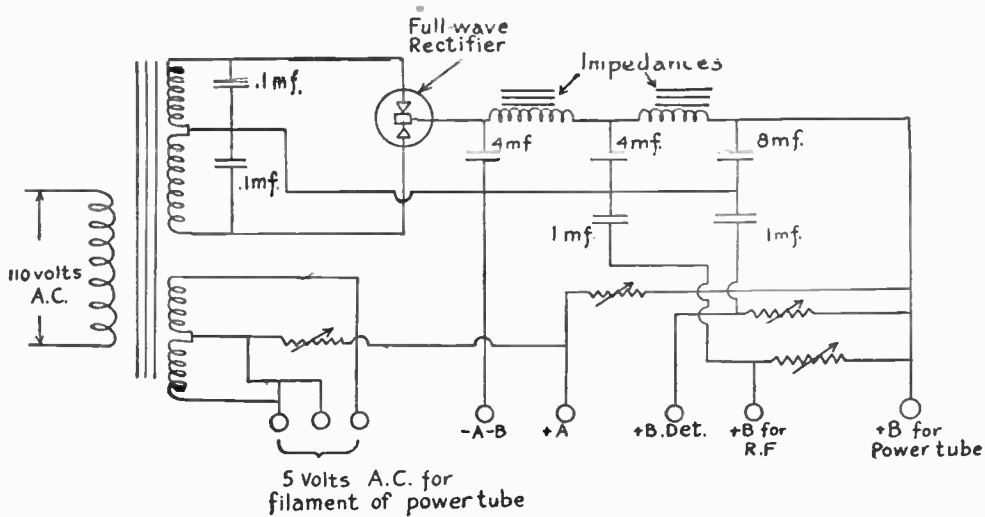 Full-wave
Rectifier
Impedances
.1mf.
4mf
4mf.
8mf.
.1mf.
1mf.
1mf.
110 volts
A.C.
-A-B
+A
+B.Det.
+B for
R.F
+B for
Power tube
5 Volts A.C. for
filament of power tube